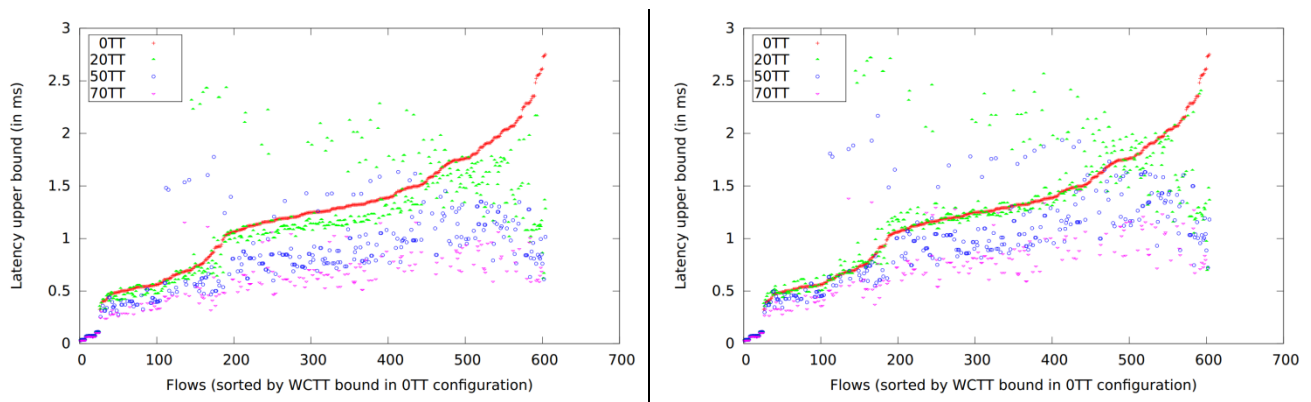 3
2.5
2
1.5
1
0.5
0
0TT
20TT
50TT
70TT
Latency upper bound (in ms)
0 100 200 300 400 500 600 700
Flows (sorted by WCTT bound in 0TT configuration)
3
2.5
2
1.5
1
0.5
0
0TT
20TT
50TT
70TT
Latency upper bound (in ms)
0 100 200 300 400 500 600 700
Flows (sorted by WCTT bound in 0TT configuration)